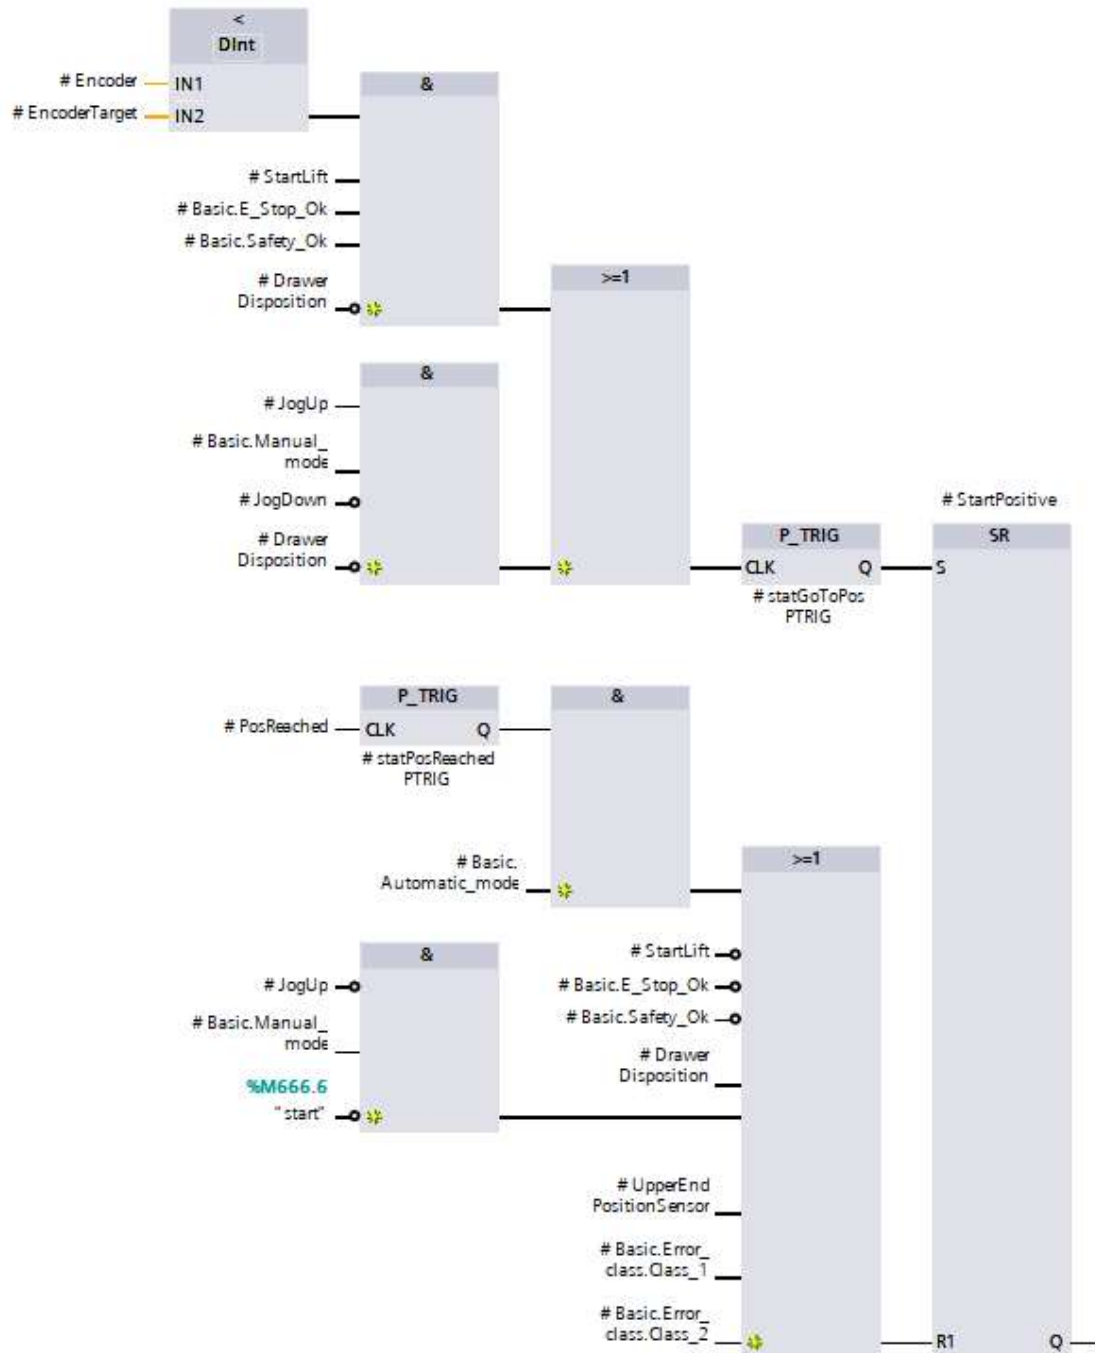 <
DInt
# Encoder
IN1
# EncoderTarget
IN2
&
# StartLift
# Basic.E_Stop_Ok
# Basic.Safety_Ok
# Drawer
Disposition
>=1
&
# JogUp
# Basic.Manual_
mode
# JogDown
# Drawer
Disposition
# StartPositive
P_TRIG
CLK Q
# statGoToPos
PTRIG
SR
S
P_TRIG
# PosReached
CLK Q
# statPosReached
PTRIG
&
# Basic.
Automatic_mode
>=1
&
# JogUp
# Basic.Manual_
mode
%M666.6
"start"
# StartLift
# Basic.E_Stop_Ok
# Basic.Safety_Ok
# Drawer
Disposition
# UpperEnd
PositionSensor
# Basic.Error_
class.Class_1
# Basic.Error_
class.Class_2
R1 Q